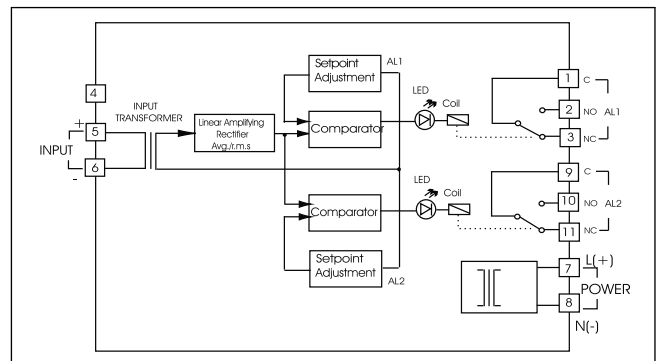 Setpoint
Adjustment
AL1
4
INPUT
TRANSFORMER
LED
Coil
1
C
2
NO
AL1
3
NC
+
5
INPUT
6
-
Linear Amplifying
Rectifier
Avg./r.m.s
Comparator
LED
Coil
9
C
10
NO
AL2
11
NC
Comparator
Setpoint
Adjustment
AL2
7
L(+)
POWER
8
N(-)